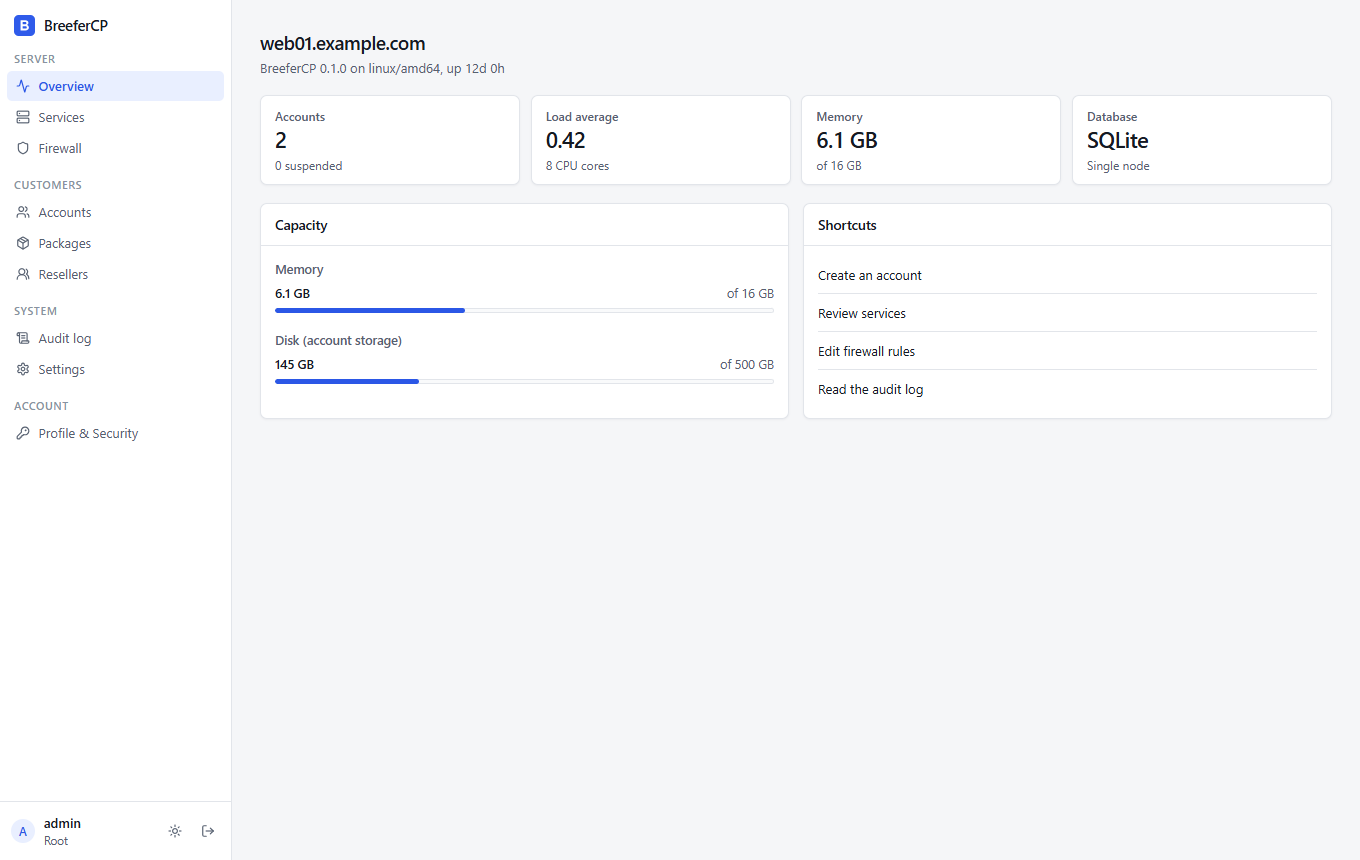 B BreeferCP
SERVER
Overview
Services
Firewall
CUSTOMERS
Accounts
Packages
Resellers
SYSTEM
Audit log
Settings
ACCOUNT
Profile & Security
A admin
Root
web01.example.com
BreeferCP 0.1.0 on linux/amd64, up 12d 0h
Accounts
2
0 suspended
Load average
0.42
8 CPU cores
Memory
6.1 GB
of 16 GB
Database
SQLite
Single node
Capacity
Memory
6.1 GB of 16 GB
Disk (account storage)
145 GB of 500 GB
Shortcuts
Create an account
Review services
Edit firewall rules
Read the audit log